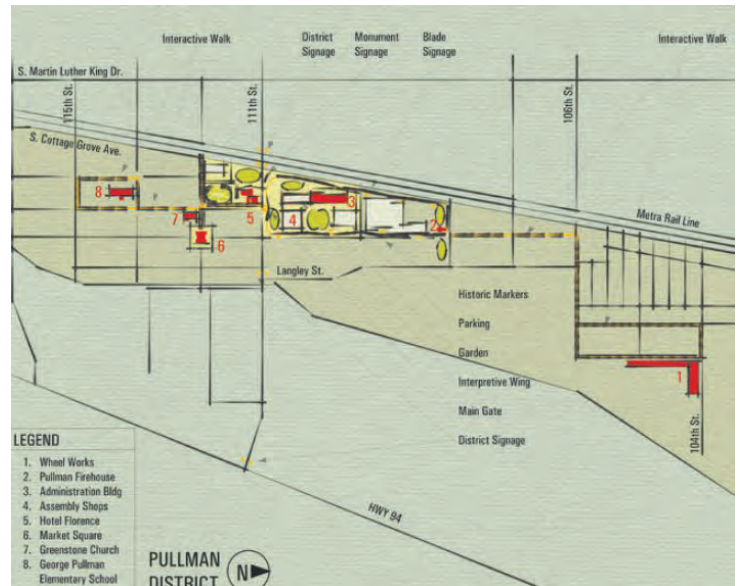 Interactive Walk
District
Signage
Monument
Signage
Blade
Signage
Interactive Walk
S. Martin Luther King Dr.
115th St.
111th St.
106th St.
S. Cottage Grove Ave.
Metra Rail Line
8
7
6
5
4
3
2
1
Langley St.
Historic Markers
Parking
Garden
Interpretive Wing
Main Gate
District Signage
104th St.
HWY 94
LEGEND
1. Wheel Works
2. Pullman Firehouse
3. Administration Bldg
4. Assembly Shops
5. Hotel Florence
6. Market Square
7. Greenstone Church
8. George Pullman
Elementary School
PULLMAN
DISTRICT
N